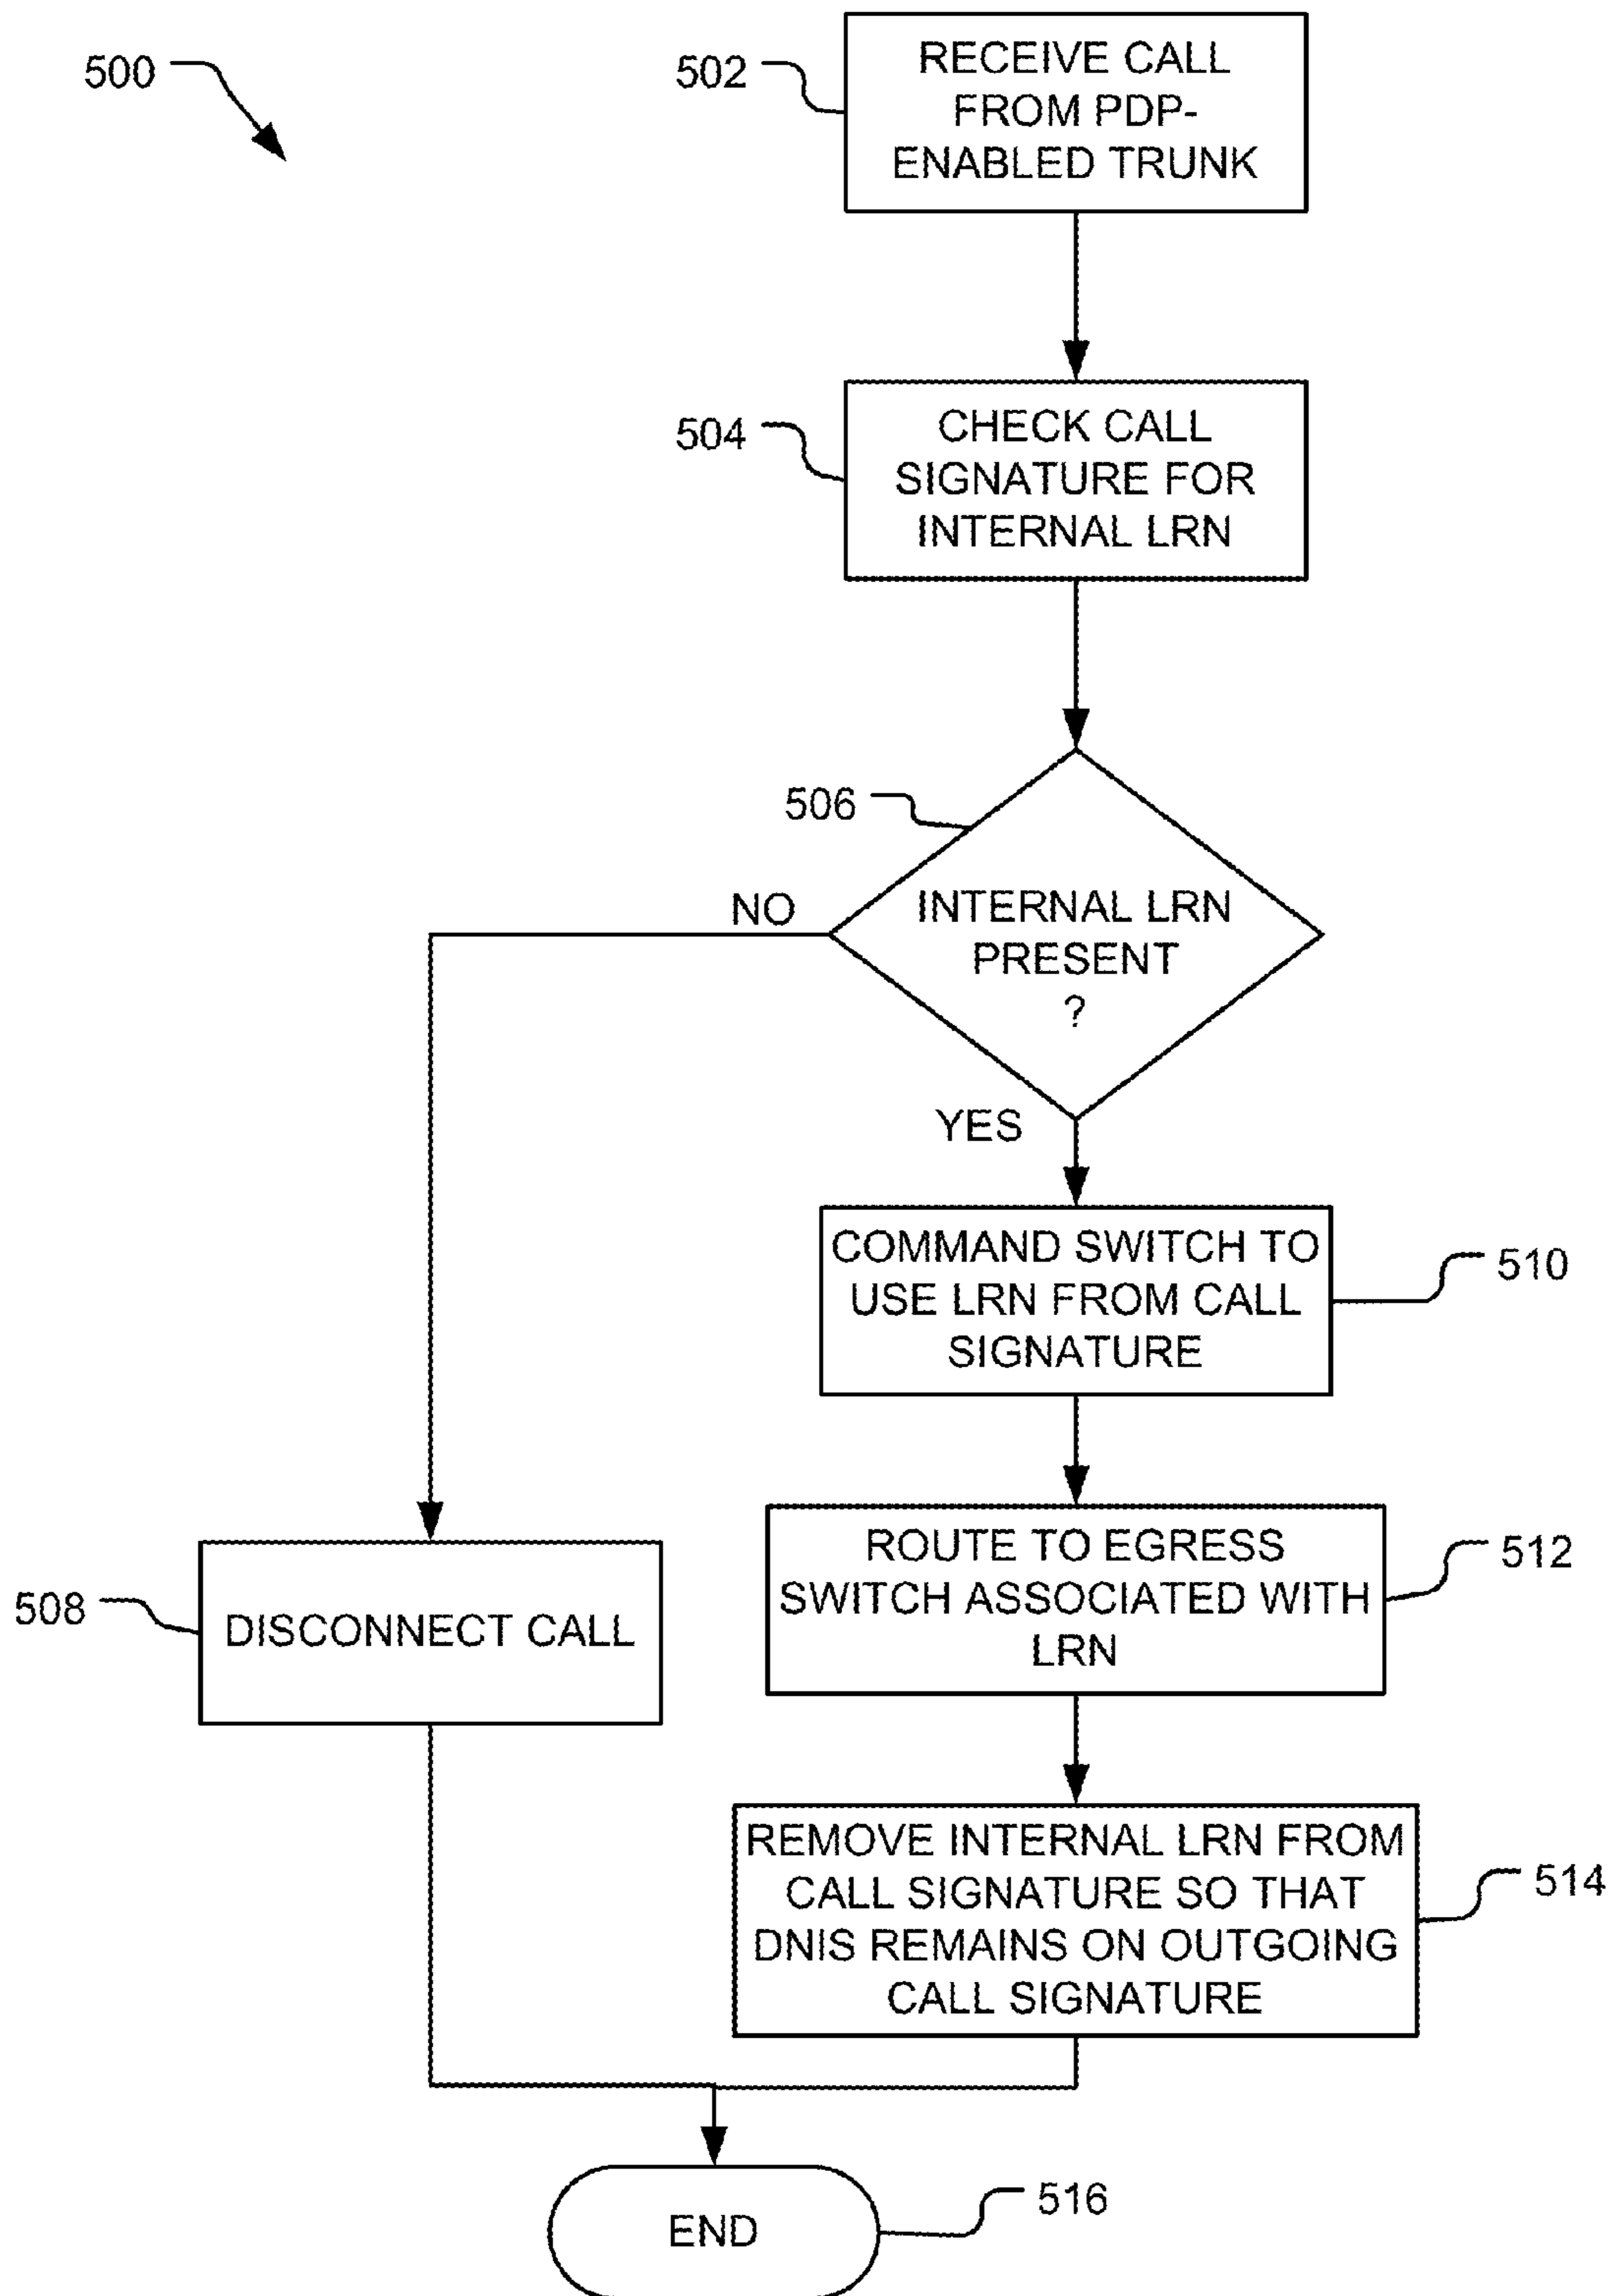 500
502
RECEIVE CALL
FROM PDP-
ENABLED TRUNK
504
CHECK CALL
SIGNATURE FOR
INTERNAL LRN
506
INTERNAL LRN
PRESENT
?
NO
YES
COMMAND SWITCH TO
USE LRN FROM CALL
SIGNATURE
510
ROUTE TO EGRESS
SWITCH ASSOCIATED WITH
LRN
512
508
DISCONNECT CALL
REMOVE INTERNAL LRN FROM
CALL SIGNATURE SO THAT
DNIS REMAINS ON OUTGOING
CALL SIGNATURE
514
END
516